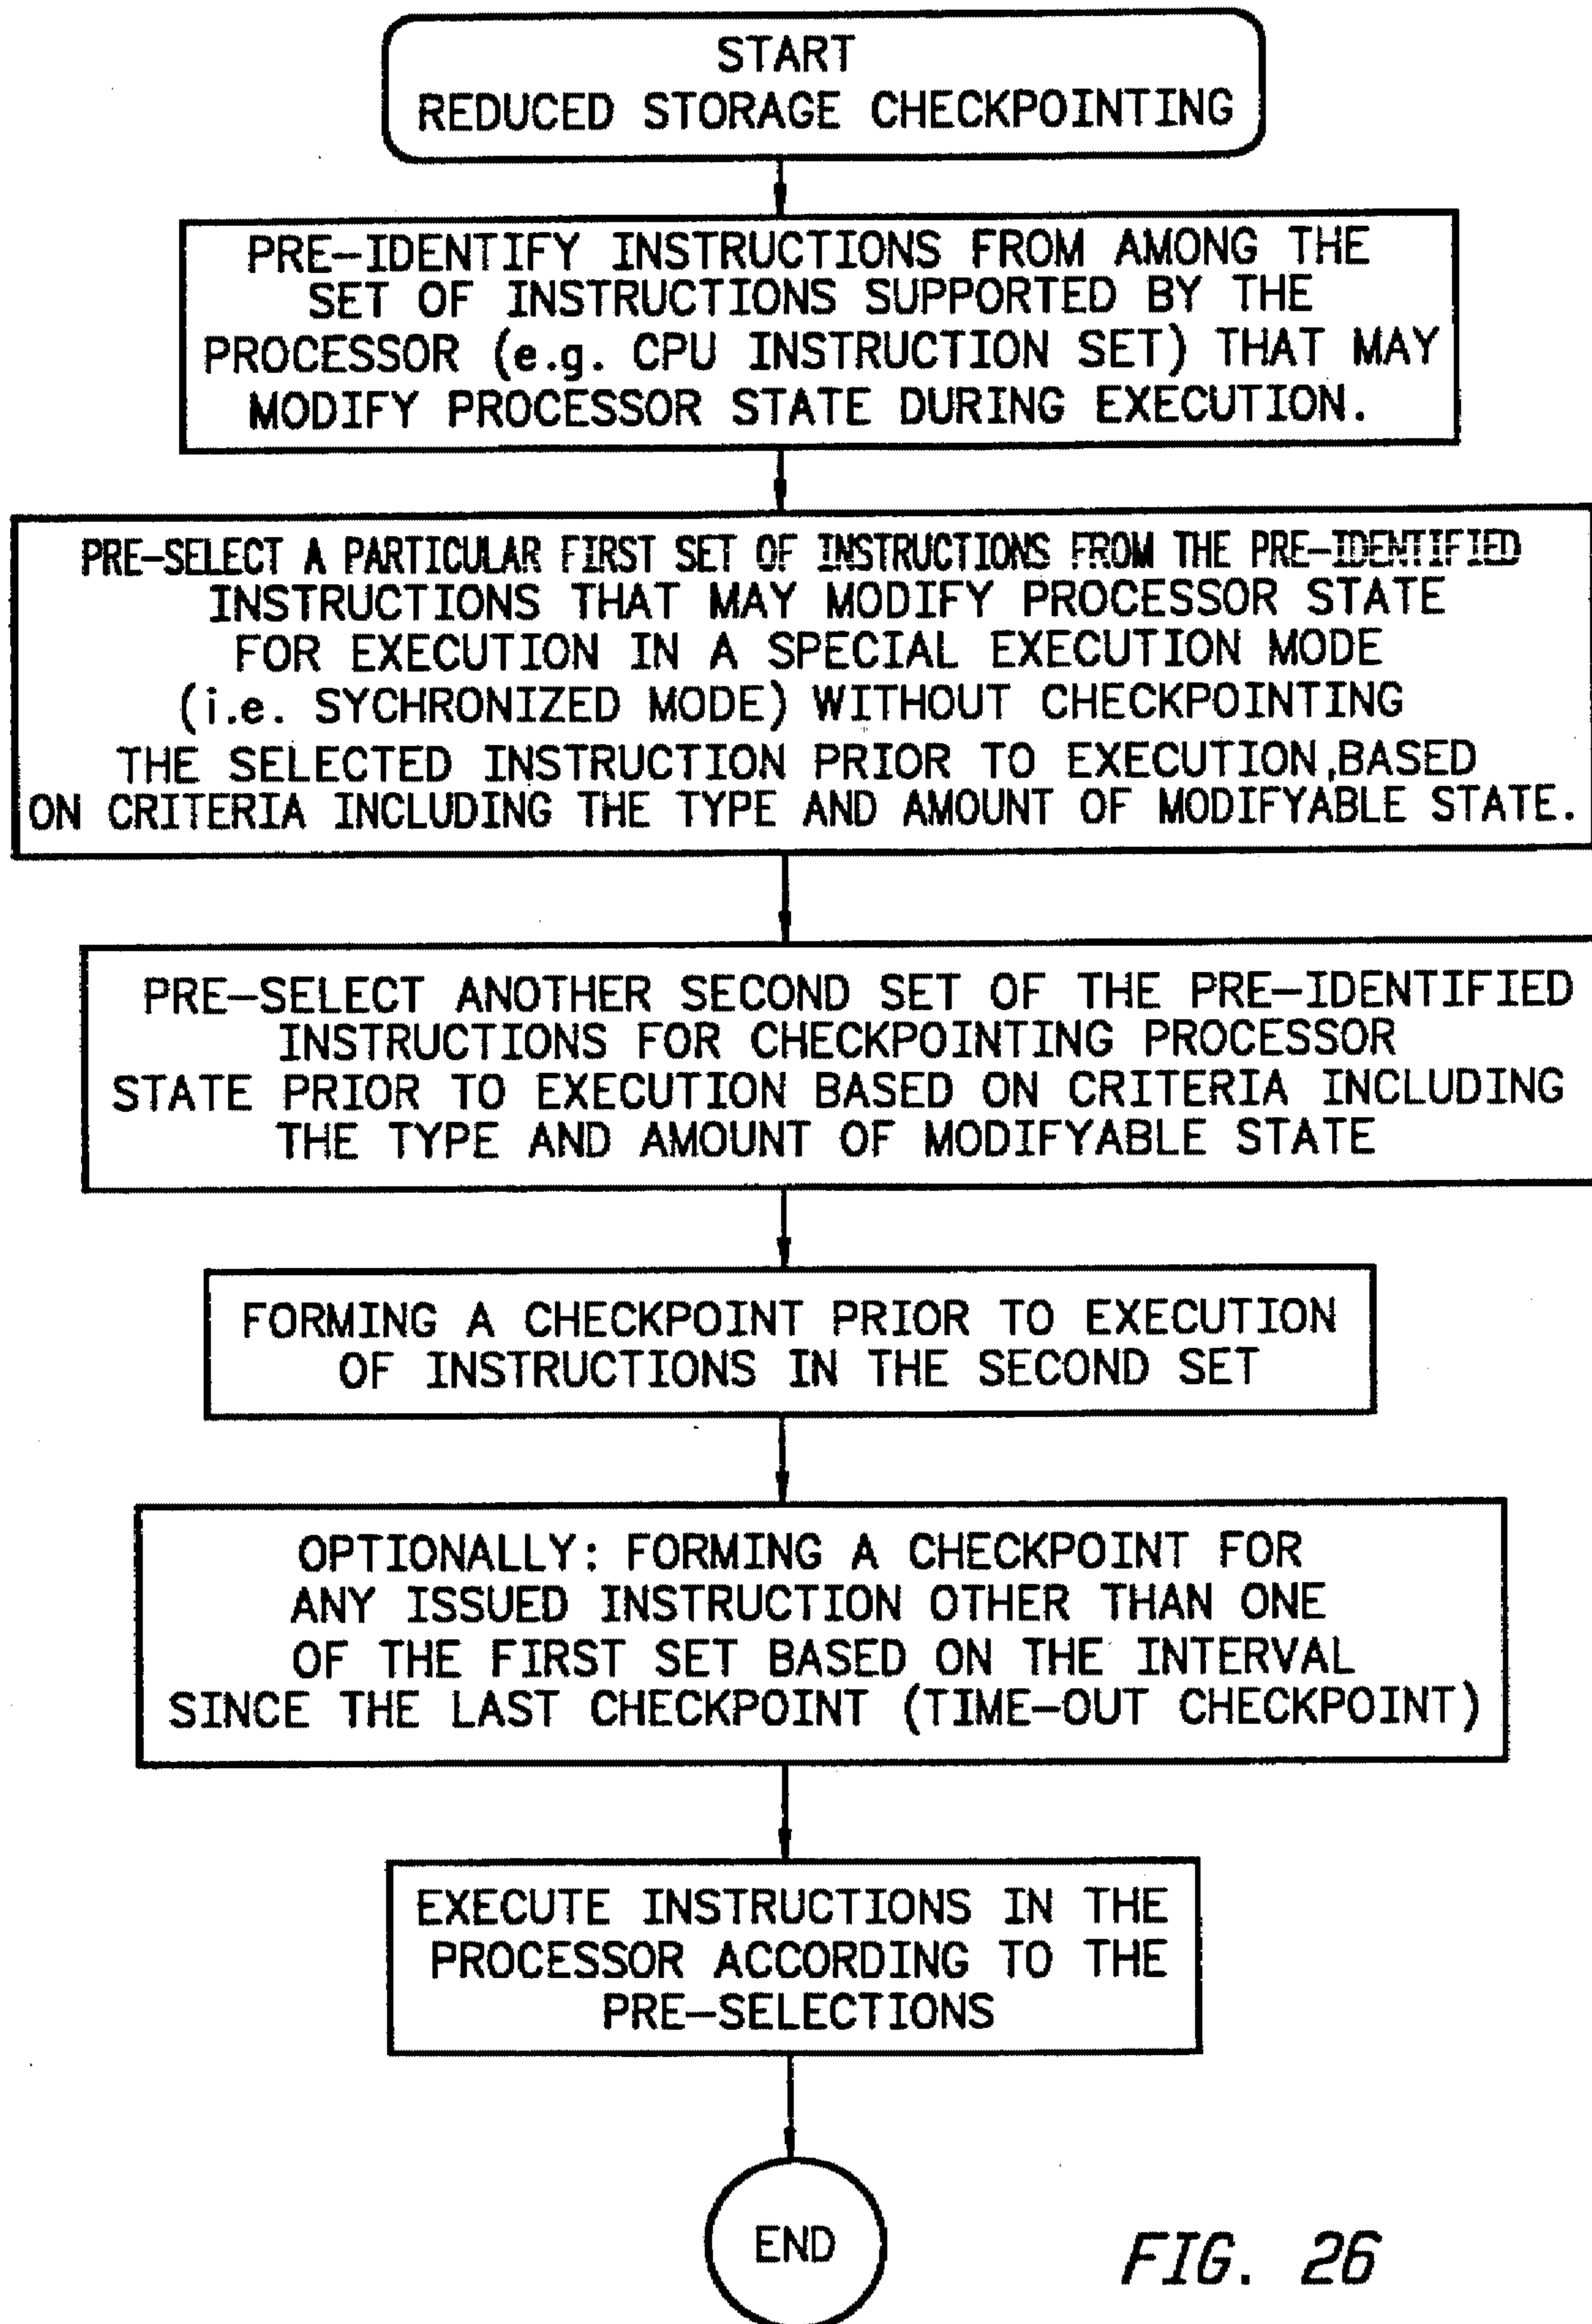 START
REDUCED STORAGE CHECKPOINTING
PRE-IDENTIFY INSTRUCTIONS FROM AMONG THE
SET OF INSTRUCTIONS SUPPORTED BY THE
PROCESSOR (e.g. CPU INSTRUCTION SET) THAT MAY
MODIFY PROCESSOR STATE DURING EXECUTION.
PRE-SELECT A PARTICULAR FIRST SET OF INSTRUCTIONS FROM THE PRE-IDENTIFIED
INSTRUCTIONS THAT MAY MODIFY PROCESSOR STATE
FOR EXECUTION IN A SPECIAL EXECUTION MODE
(i.e. SYCHRONIZED MODE) WITHOUT CHECKPOINTING
THE SELECTED INSTRUCTION PRIOR TO EXECUTION,BASED
ON CRITERIA INCLUDING THE TYPE AND AMOUNT OF MODIFYABLE STATE.
PRE-SELECT ANOTHER SECOND SET OF THE PRE-IDENTIFIED
INSTRUCTIONS FOR CHECKPOINTING PROCESSOR
STATE PRIOR TO EXECUTION BASED ON CRITERIA INCLUDING
THE TYPE AND AMOUNT OF MODIFYABLE STATE
FORMING A CHECKPOINT PRIOR TO EXECUTION
OF INSTRUCTIONS IN THE SECOND SET
OPTIONALLY: FORMING A CHECKPOINT FOR
ANY ISSUED INSTRUCTION OTHER THAN ONE
OF THE FIRST SET BASED ON THE INTERVAL
SINCE THE LAST CHECKPOINT (TIME-OUT CHECKPOINT)
EXECUTE INSTRUCTIONS IN THE
PROCESSOR ACCORDING TO THE
PRE-SELECTIONS
END
FIG. 26